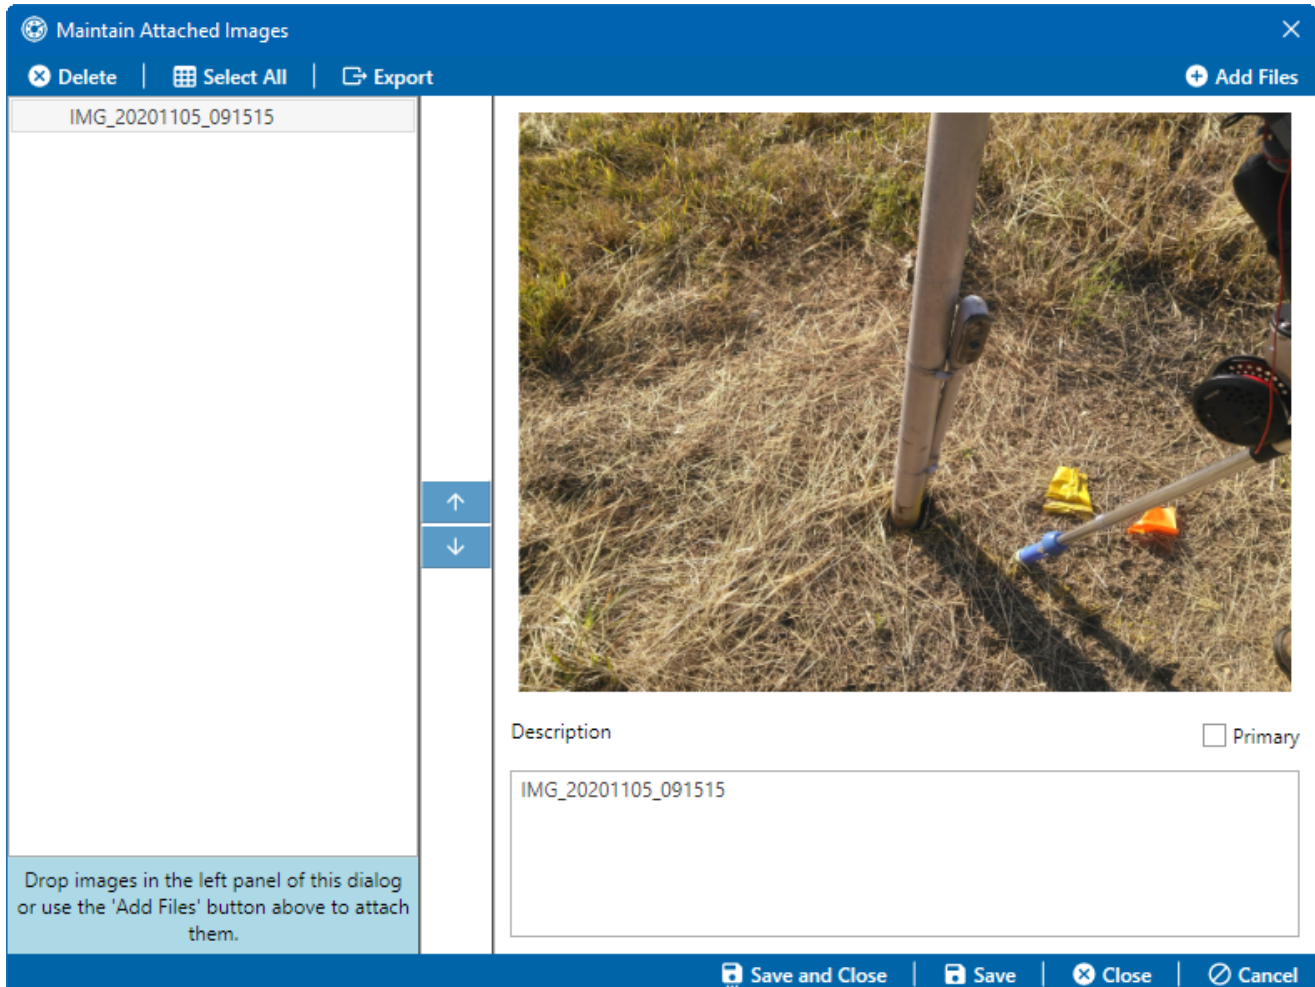 Maintain Attached Images
Delete
Select All
Export
Add Files
IMG_20201105_091515
Description
Primary
IMG_20201105_091515
Drop images in the left panel of this dialog
or use the 'Add Files' button above to attach
them.
Save and Close
Save
Close
Cancel